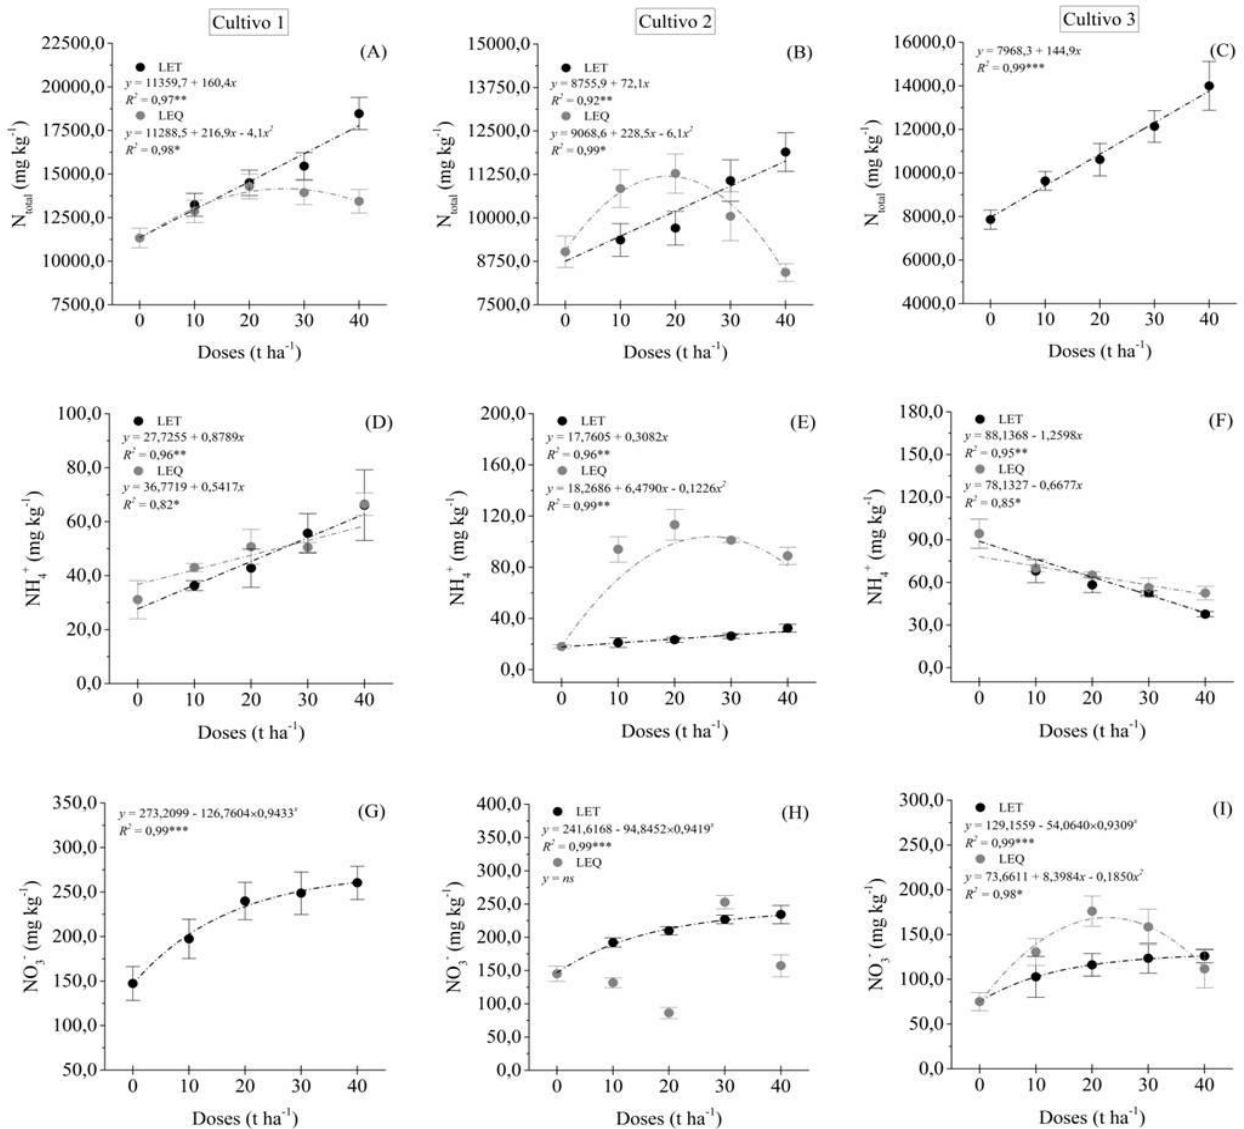 Cultivo 1
Cultivo 2
Cultivo 3
(A)
LET
y = 11359,7 + 160,4x
R² = 0,97**
LEQ
y = 11288,5 + 216,9x - 4,1x²
R² = 0,98*
22500,0
20000,0
17500,0
15000,0
12500,0
10000,0
7500,0
N_total (mg kg⁻¹)
0 10 20 30 40
Doses (t ha⁻¹)
(B)
LET
y = 8755,9 + 72,1x
R² = 0,92**
LEQ
y = 9068,6 + 228,5x - 6,1x²
R² = 0,99*
15000,0
13750,0
12500,0
11250,0
10000,0
8750,0
7500,0
N_total (mg kg⁻¹)
0 10 20 30 40
Doses (t ha⁻¹)
(C)
y = 7968,3 + 144,9x
R² = 0,99***
16000,0
14000,0
12000,0
10000,0
8000,0
6000,0
4000,0
N_total (mg kg⁻¹)
0 10 20 30 40
Doses (t ha⁻¹)
(D)
LET
y = 27,7255 + 0,8789x
R² = 0,96**
LEQ
y = 36,7719 + 0,5417x
R² = 0,82*
100,0
80,0
60,0
40,0
20,0
0,0
NH₄⁺ (mg kg⁻¹)
0 10 20 30 40
Doses (t ha⁻¹)
(E)
LET
y = 17,7605 + 0,3082x
R² = 0,96**
LEQ
y = 18,2686 + 6,4790x - 0,1226x²
R² = 0,99**
200,0
160,0
120,0
80,0
40,0
0,0
NH₄⁺ (mg kg⁻¹)
0 10 20 30 40
Doses (t ha⁻¹)
(F)
LET
y = 88,1368 - 1,2598x
R² = 0,95**
LEQ
y = 78,1327 - 0,6677x
R² = 0,85*
180,0
150,0
120,0
90,0
60,0
30,0
0,0
NH₄⁺ (mg kg⁻¹)
0 10 20 30 40
Doses (t ha⁻¹)
(G)
y = 273,2099 - 126,7604×0,9433ˣ
R² = 0,99***
350,0
300,0
250,0
200,0
150,0
100,0
50,0
NO₃⁻ (mg kg⁻¹)
0 10 20 30 40
Doses (t ha⁻¹)
(H)
LET
y = 241,6168 - 94,8452×0,9419ˣ
R² = 0,99***
LEQ
y = ns
400,0
350,0
300,0
250,0
200,0
150,0
100,0
50,0
0,0
NO₃⁻ (mg kg⁻¹)
0 10 20 30 40
Doses (t ha⁻¹)
(I)
LET
y = 129,1559 - 54,0640×0,9309ˣ
R² = 0,99***
LEQ
y = 73,6611 + 8,3984x - 0,1850x²
R² = 0,98*
300,0
250,0
200,0
150,0
100,0
50,0
0,0
NO₃⁻ (mg kg⁻¹)
0 10 20 30 40
Doses (t ha⁻¹)